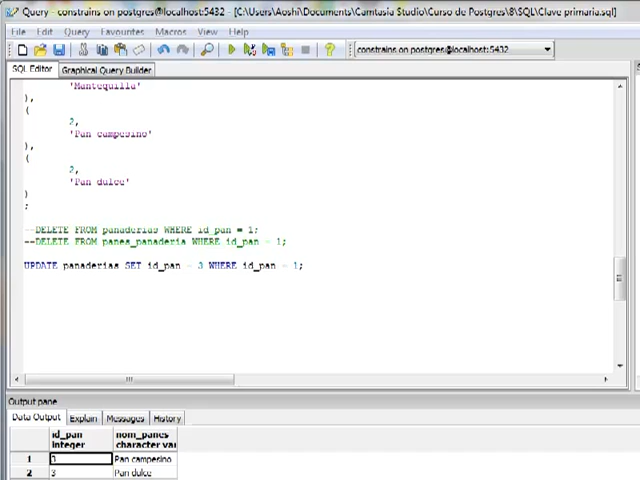 Query - constrains on postgres@localhost:5432 - [C:\Users\Aoshi\Documents\Camtasia Studio\Curso de Postgres\8\SQL\Clave primaria.sql]
File Edit Query Favourites Macros View Help
constrains on postgres@localhost:5432
SQL Editor Graphical Query Builder
'Mantequilla'
),
(
2,
'Pan campesino'
),
(
2,
'Pan dulce'
)
;
--DELETE FROM panaderias WHERE id_pan = 1;
--DELETE FROM panes_panaderia WHERE id_pan = 1;
UPDATE panaderias SET id_pan = 3 WHERE id_pan = 1;
Output pane
Data Output Explain Messages History
id_pan nom_panes
integer character var
1 3 Pan campesino
2 3 Pan dulce